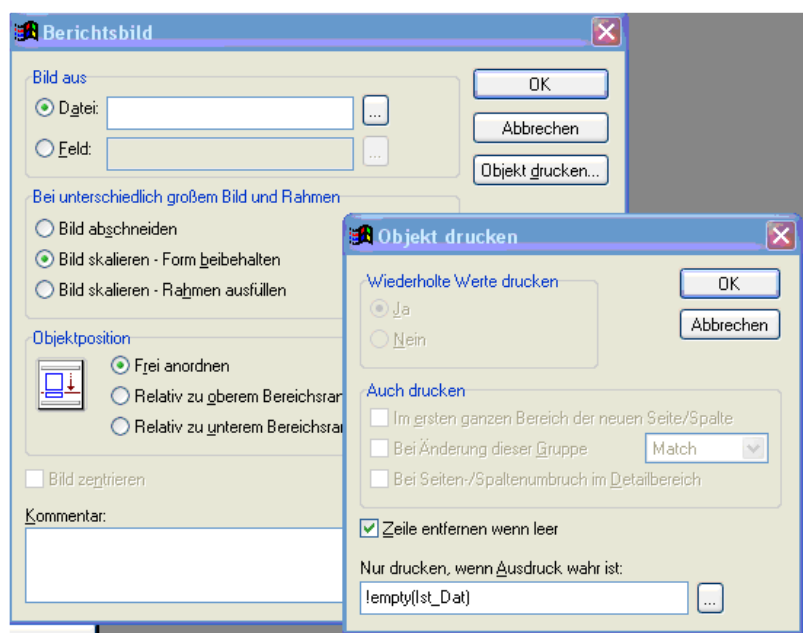 Berichtsbild
Bild aus
Datei:
...
Feld:
...
OK
Abbrechen
Objekt drucken...
Bei unterschiedlich großem Bild und Rahmen
Bild abschneiden
Bild skalieren - Form beibehalten
Bild skalieren - Rahmen ausfüllen
Objektposition
Frei anordnen
Relativ zu oberem
Relativ zu unterem
Bild zentrieren
Kommentar:
Objekt drucken
Wiederholte Werte drucken
Ja
Nein
OK
Abbrechen
Auch drucken
Im ersten ganzen Bereich der neuen Seite/Spalte
Bei Änderung dieser Gruppe
Match
Bei Seiten-/Spaltenumbruch im Detailbereich
Zeile entfernen wenn leer
Nur drucken, wenn Ausdruck wahr ist:
!empty(Ist_Dat)
...